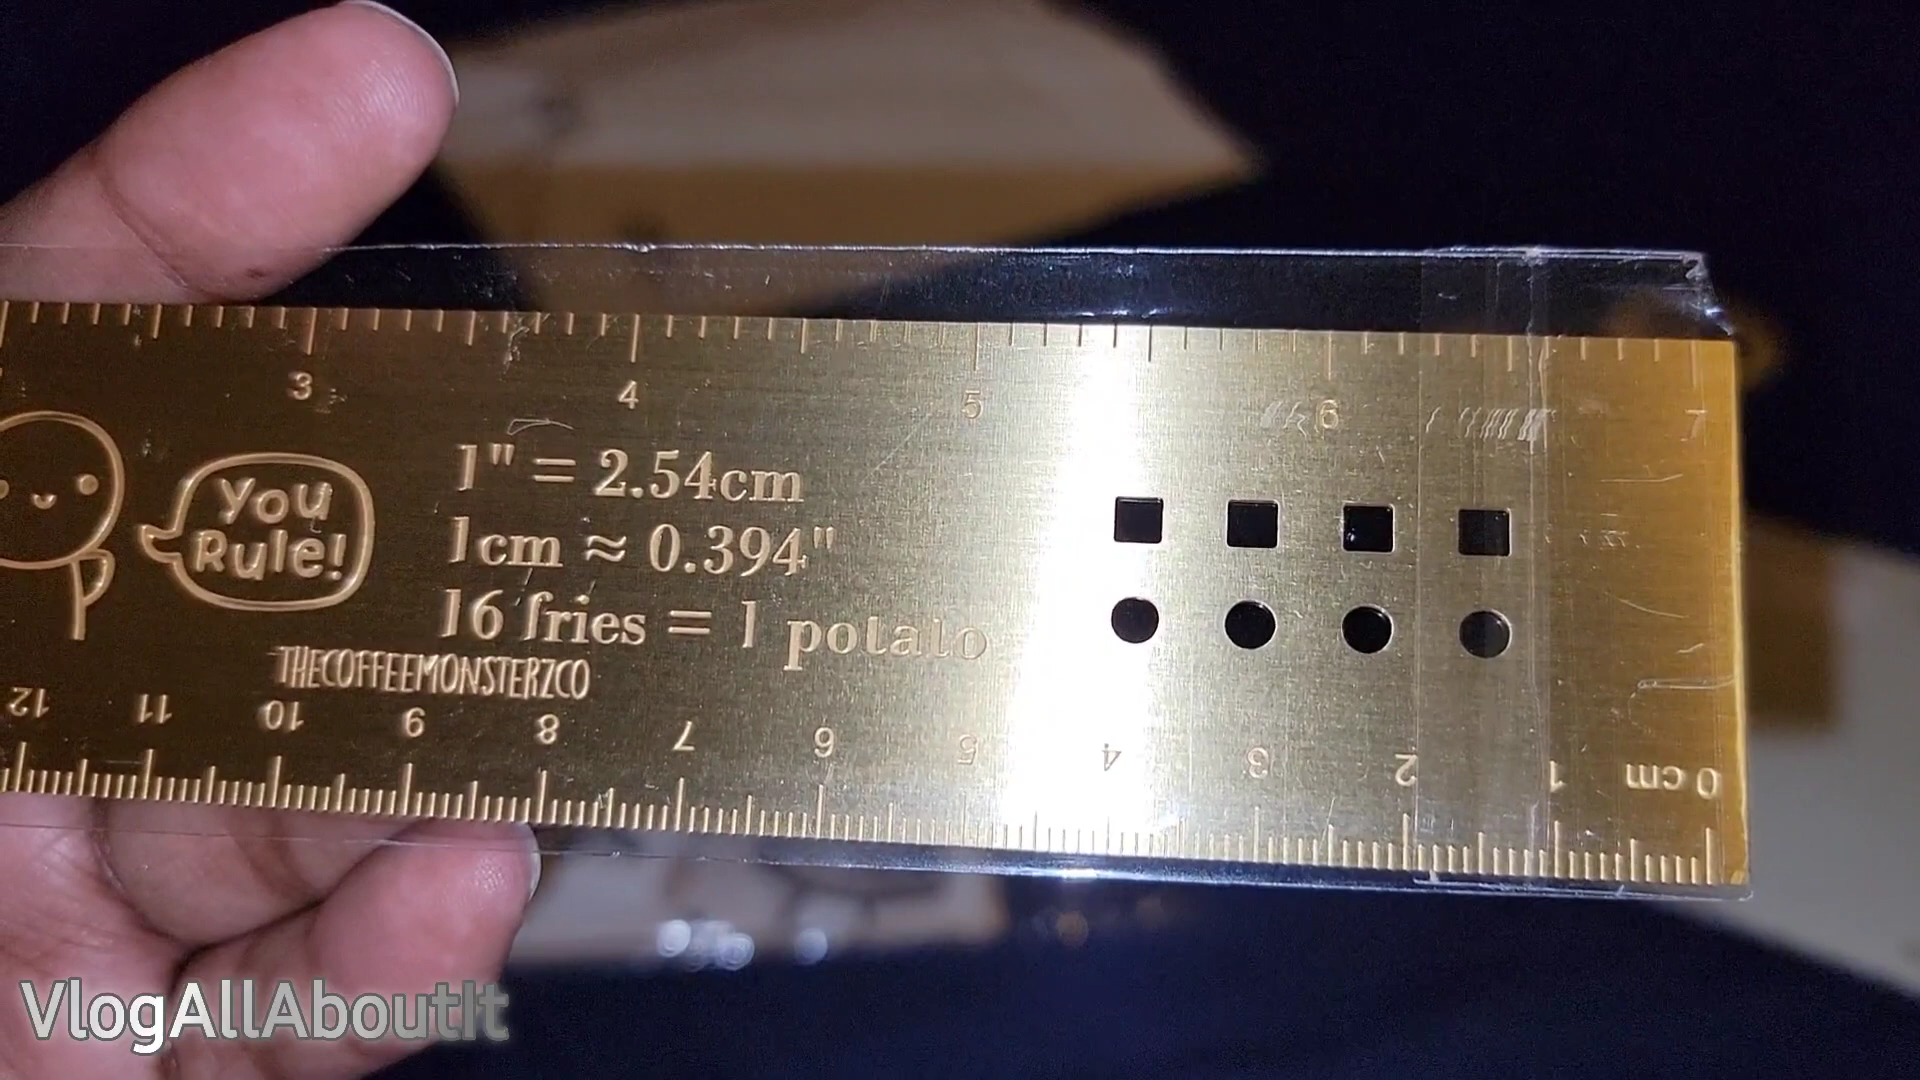 3 4 5 6 7
You
Rule!
1" = 2.54cm
1cm ≈ 0.394"
16 fries = 1 potato
THECOFFEEMONSTERZCO
12 11 10 9 8 7 6 5 4 3 2 1 0 cm
VlogAllAboutIt